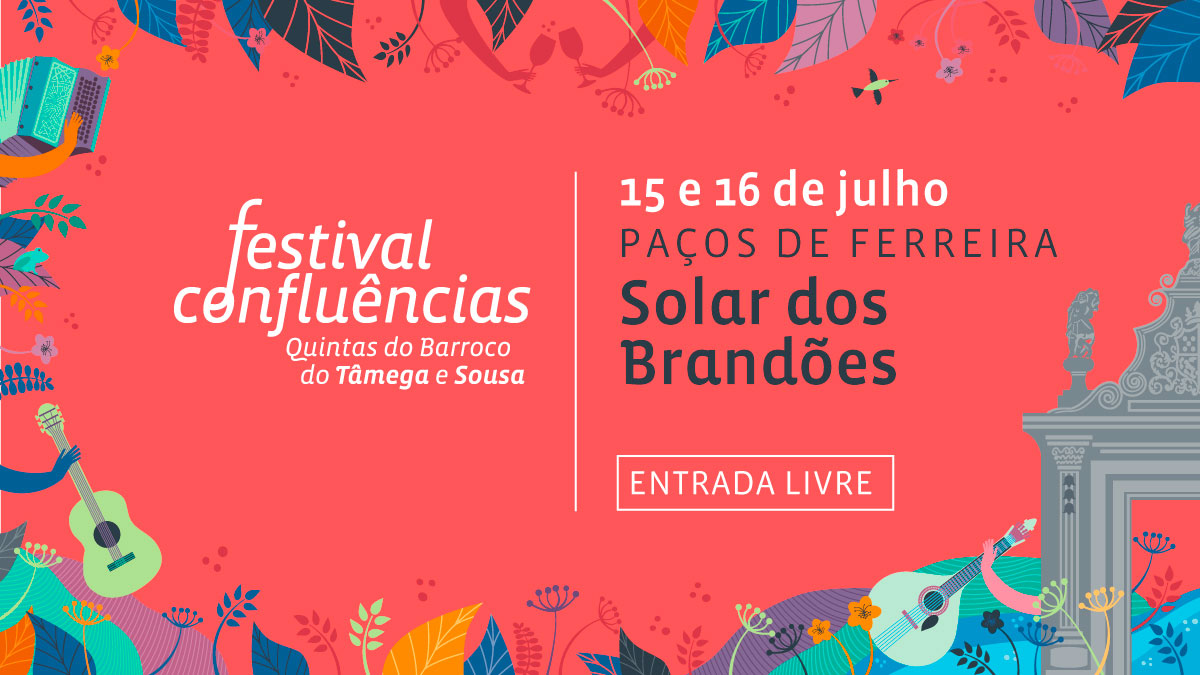 festival
confluências
Quintas do Barroco
do Tâmega e Sousa
15 e 16 de julho
PAÇOS DE FERREIRA
Solar dos
Brandões
ENTRADA LIVRE